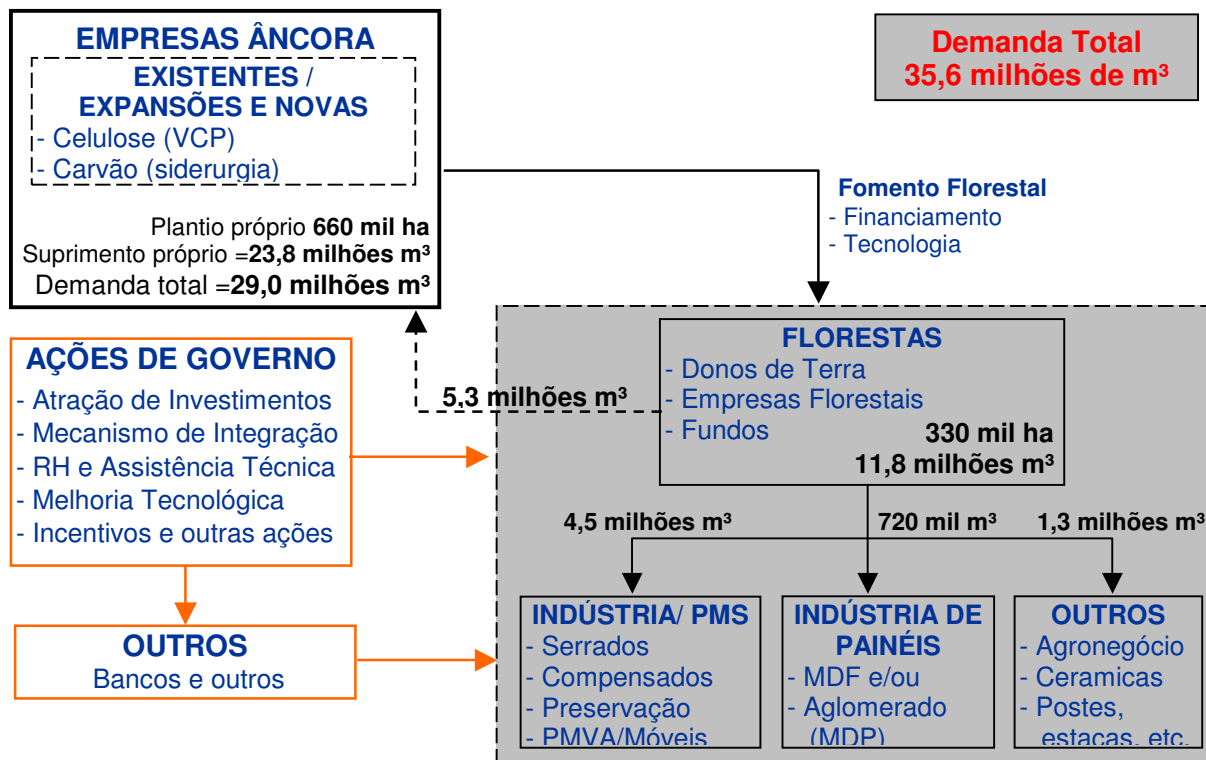 EMPRESAS ÂNCORA
EXISTENTES /
EXPANSÕES E NOVAS
- Celulose (VCP)
- Carvão (siderurgia)
Plantio próprio 660 mil ha
Suprimento próprio =23,8 milhões m³
Demanda total =29,0 milhões m³
Demanda Total
35,6 milhões de m³
Fomento Florestal
- Financiamento
- Tecnologia
AÇÕES DE GOVERNO
- Atração de Investimentos
- Mecanismo de Integração
- RH e Assistência Técnica
- Melhoria Tecnológica
- Incentivos e outras ações
5,3 milhões m³
FLORESTAS
- Donos de Terra
- Empresas Florestais
- Fundos
330 mil ha
11,8 milhões m³
4,5 milhões m³
720 mil m³
1,3 milhões m³
OUTROS
Bancos e outros
INDÚSTRIA/ PMS
- Serrados
- Compensados
- Preservação
- PMVA/Móveis
INDÚSTRIA DE
PAINÉIS
- MDF e/ou
- Aglomerado
(MDP)
OUTROS
- Agronegócio
- Ceramicas
- Postes,
estacas, etc.